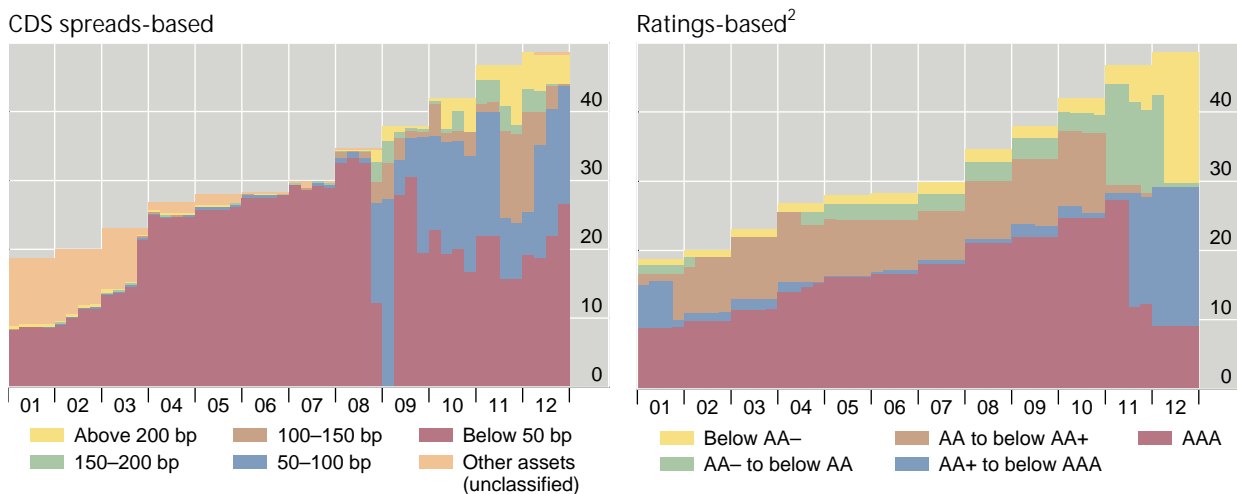 CDS spreads-based
40
30
20
10
0
01 02 03 04 05 06 07 08 09 10 11 12
Above 200 bp
100–150 bp
Below 50 bp
150–200 bp
50–100 bp
Other assets
(unclassified)
Ratings-based²
40
30
20
10
0
01 02 03 04 05 06 07 08 09 10 11 12
Below AA–
AA to below AA+
AAA
AA– to below AA
AA+ to below AAA